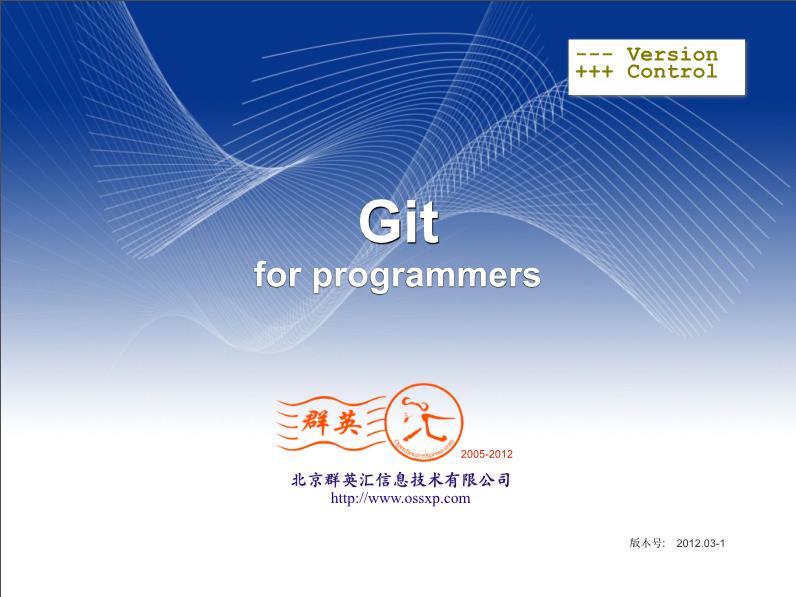 --- Version
+++ Control
Git
for programmers
群英汇
OpenSourceXpress.com
2005-2012
北京群英汇信息技术有限公司
http://www.ossxp.com
版本号: 2012.03-1